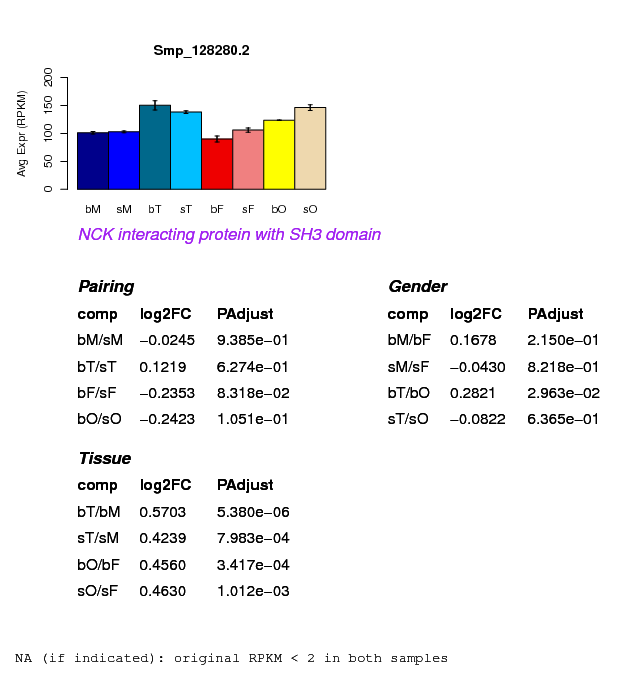 Smp_128280.2
Avg Expr (RPKM)
0 50 100 150 200
bM sM bT sT bF sF bO sO
NCK interacting protein with SH3 domain
Pairing
comp log2FC PAdjust
bM/sM −0.0245 9.385e−01
bT/sT 0.1219 6.274e−01
bF/sF −0.2353 8.318e−02
bO/sO −0.2423 1.051e−01
Gender
comp log2FC PAdjust
bM/bF 0.1678 2.150e−01
sM/sF −0.0430 8.218e−01
bT/bO 0.2821 2.963e−02
sT/sO −0.0822 6.365e−01
Tissue
comp log2FC PAdjust
bT/bM 0.5703 5.380e−06
sT/sM 0.4239 7.983e−04
bO/bF 0.4560 3.417e−04
sO/sF 0.4630 1.012e−03
NA (if indicated): original RPKM < 2 in both samples